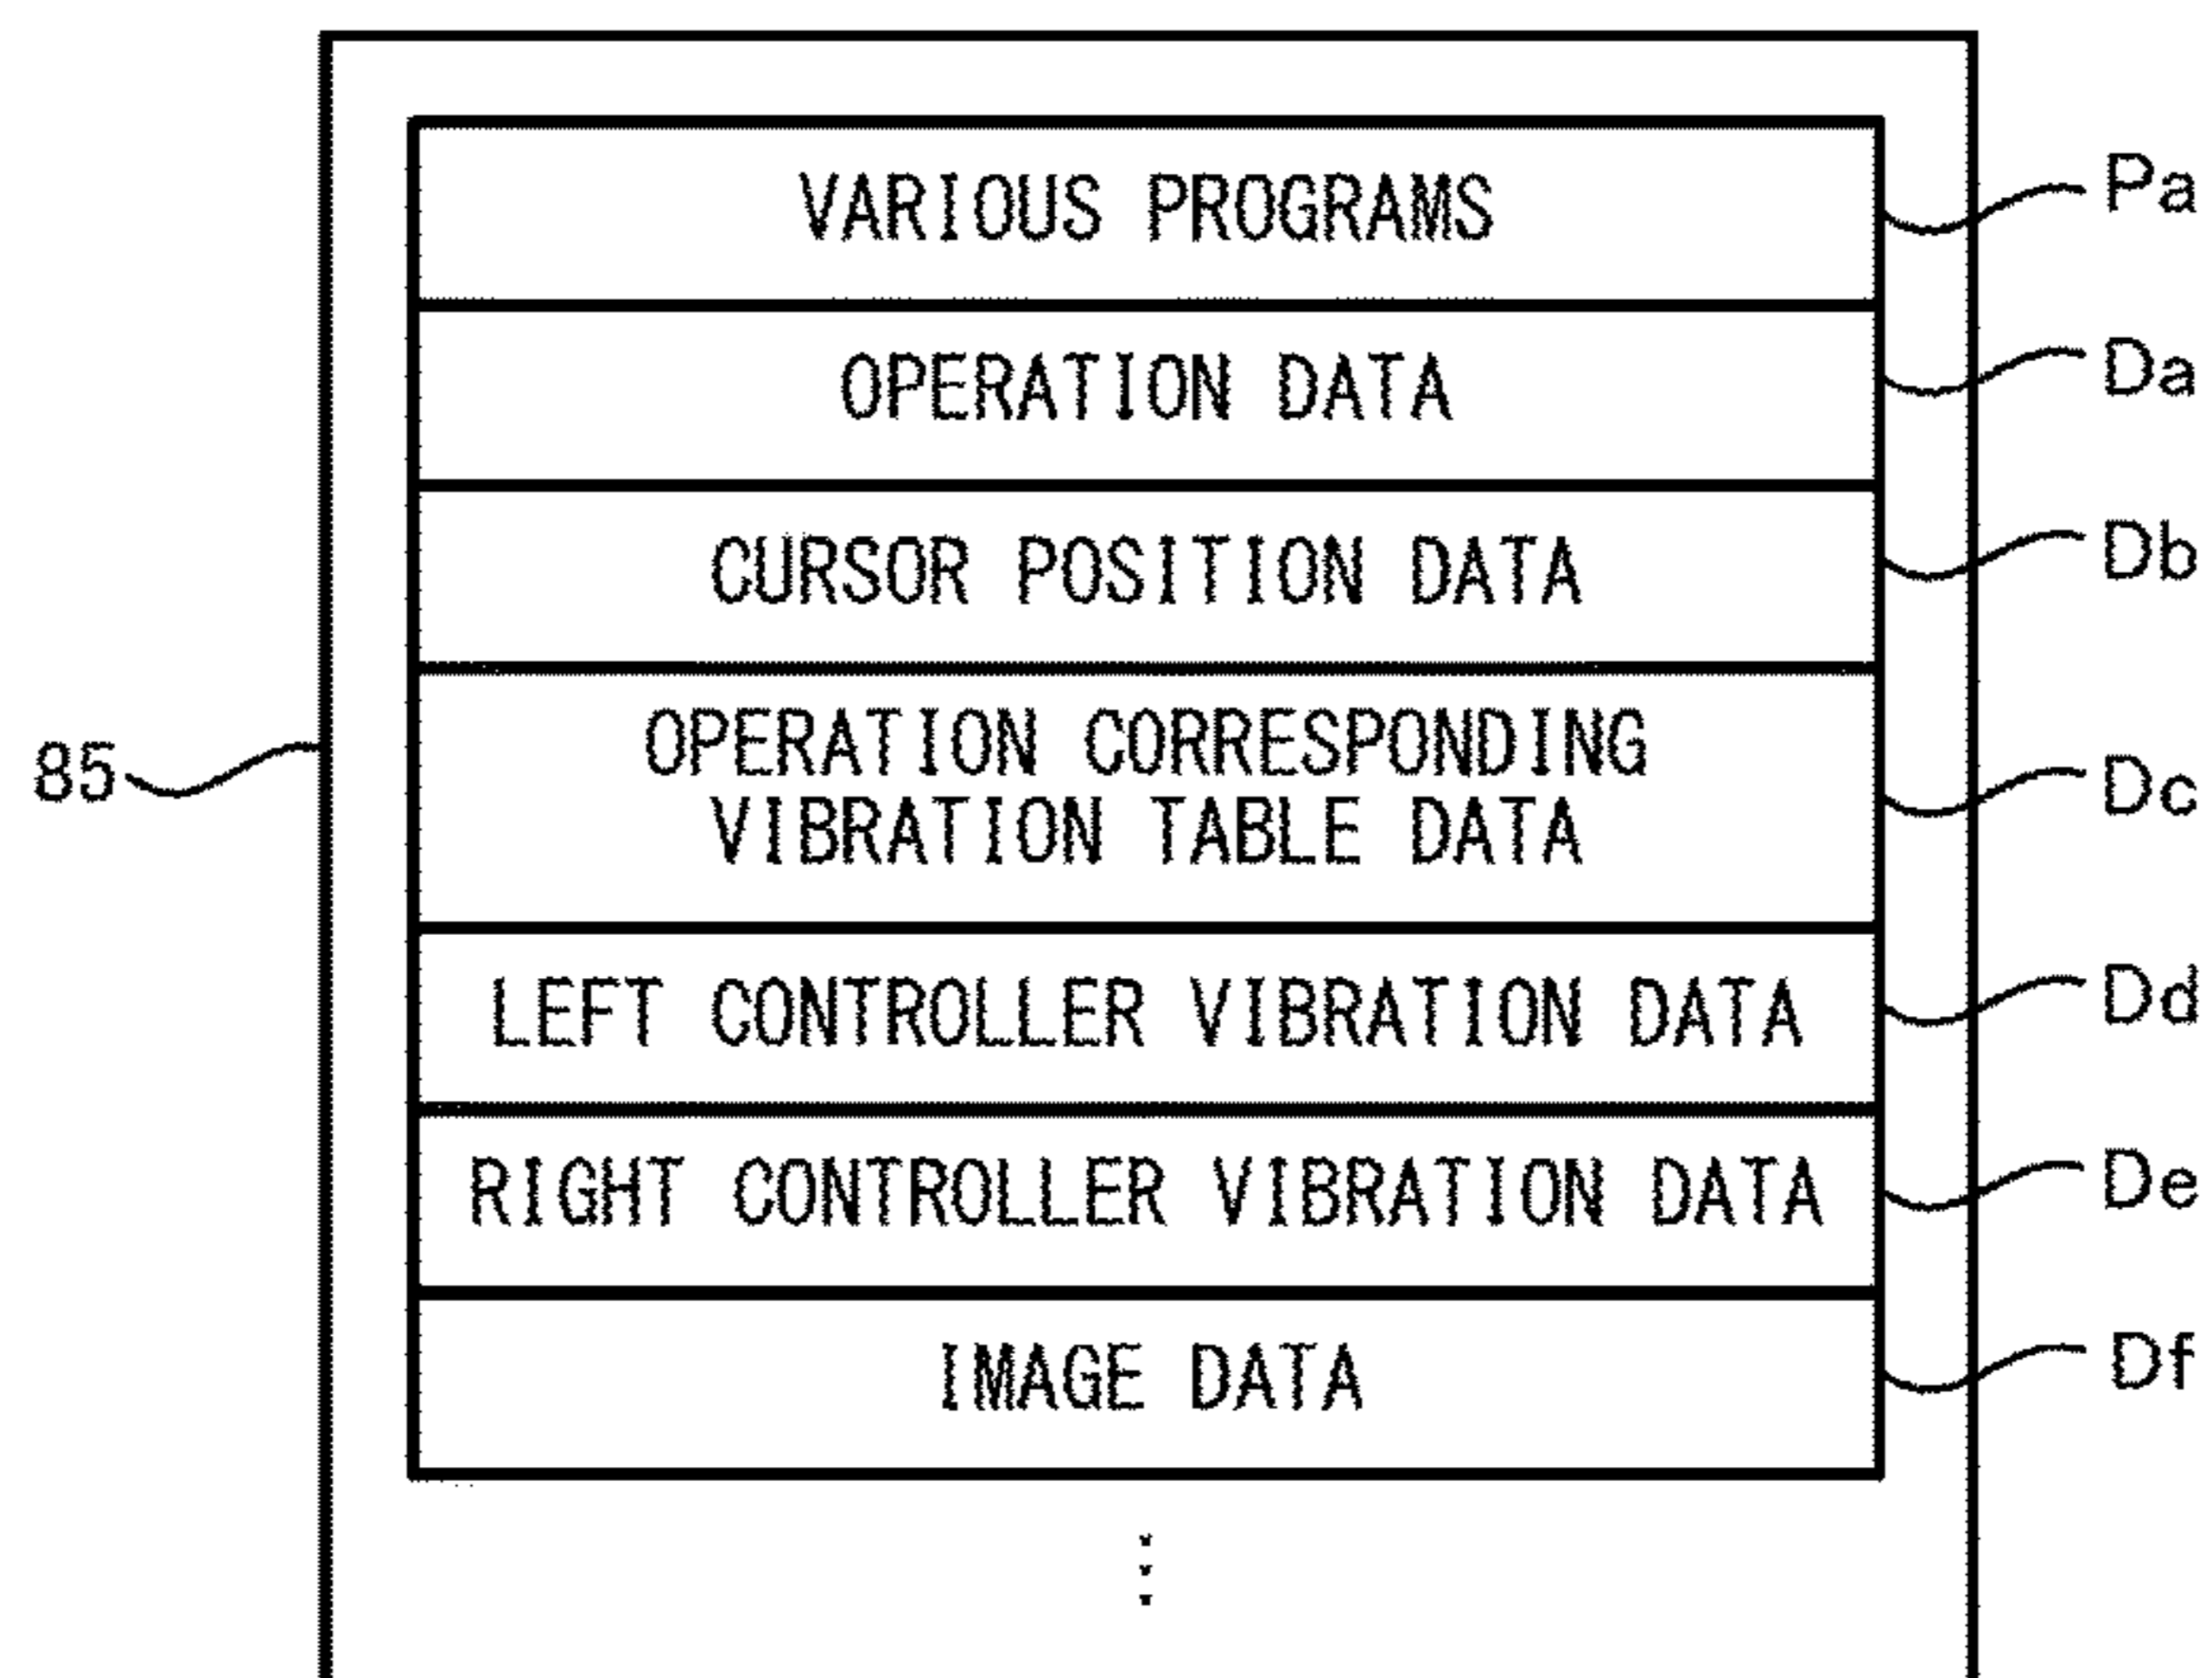 VARIOUS PROGRAMS Pa
OPERATION DATA Da
CURSOR POSITION DATA Db
OPERATION CORRESPONDING
VIBRATION TABLE DATA Dc
85
LEFT CONTROLLER VIBRATION DATA Dd
RIGHT CONTROLLER VIBRATION DATA De
IMAGE DATA Df